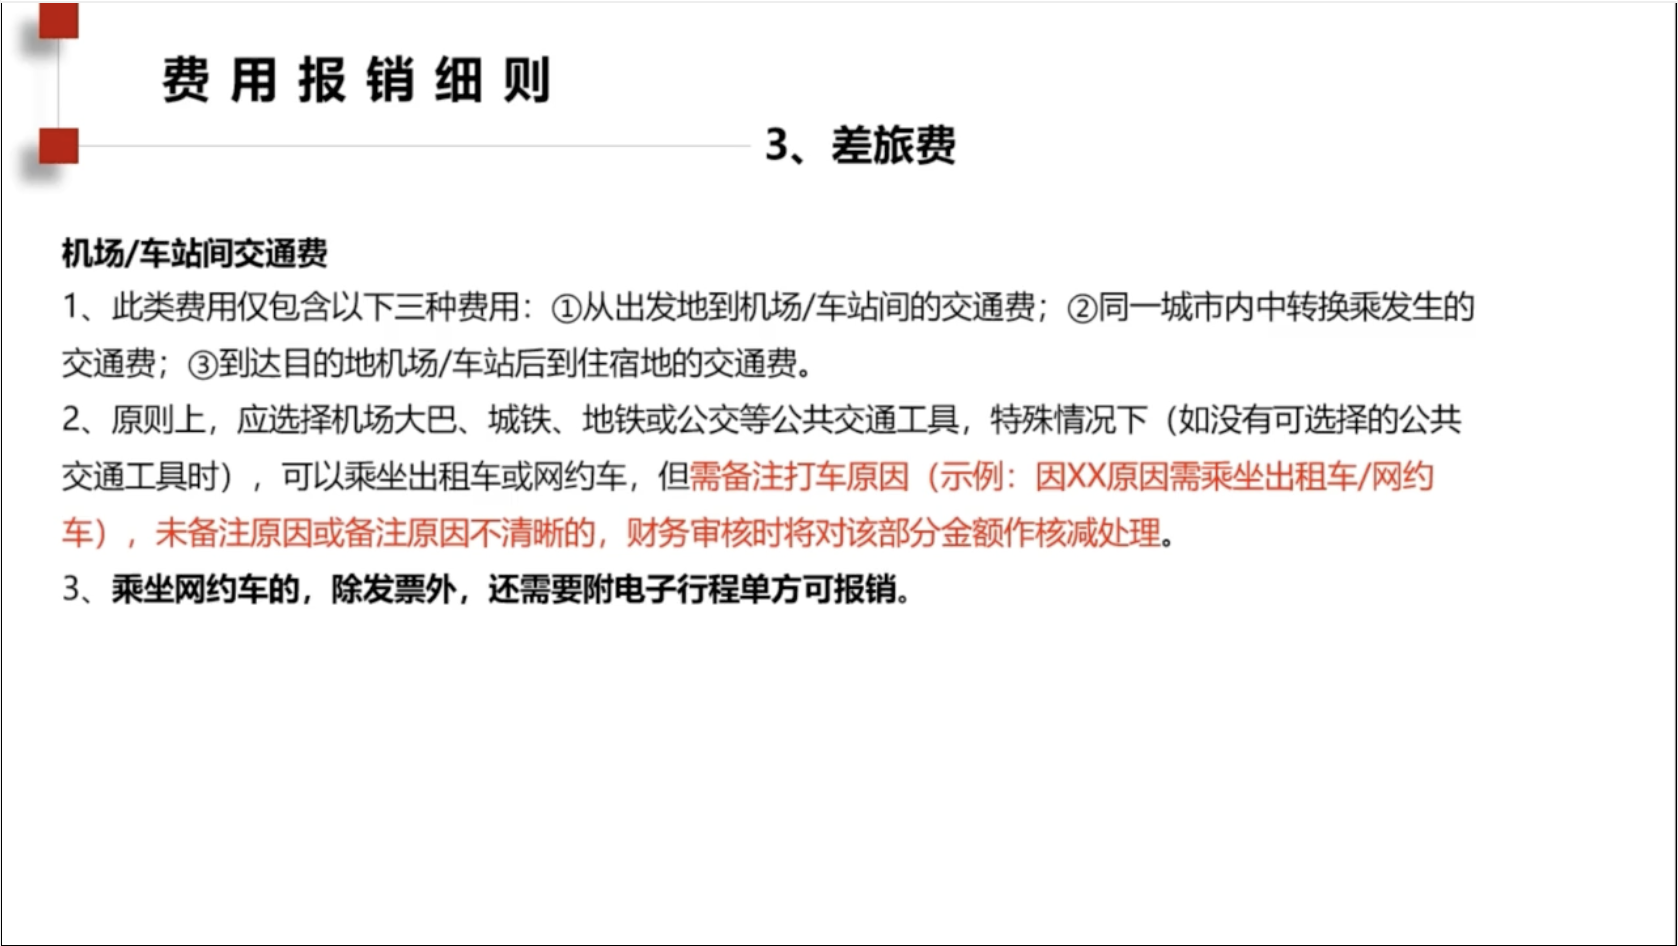 费用报销细则
3、差旅费
机场/车站间交通费
1、此类费用仅包含以下三种费用：①从出发地到机场/车站间的交通费；②同一城市内中转换乘发生的
交通费；③到达目的地机场/车站后到住宿地的交通费。
2、原则上，应选择机场大巴、城铁、地铁或公交等公共交通工具，特殊情况下（如没有可选择的公共
交通工具时），可以乘坐出租车或网约车，但需备注打车原因（示例：因XX原因需乘坐出租车/网约
车），未备注原因或备注原因不清晰的，财务审核时将对该部分金额作核减处理。
3、乘坐网约车的，除发票外，还需要附电子行程单方可报销。